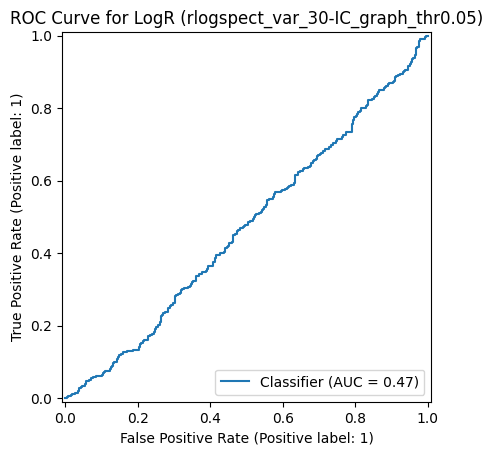 ROC Curve for LogR (rlogspect_var_30-IC_graph_thr0.05)
1.0
0.8
0.6
0.4
0.2
0.0
True Positive Rate (Positive label: 1)
Classifier (AUC = 0.47)
0.0 0.2 0.4 0.6 0.8 1.0
False Positive Rate (Positive label: 1)